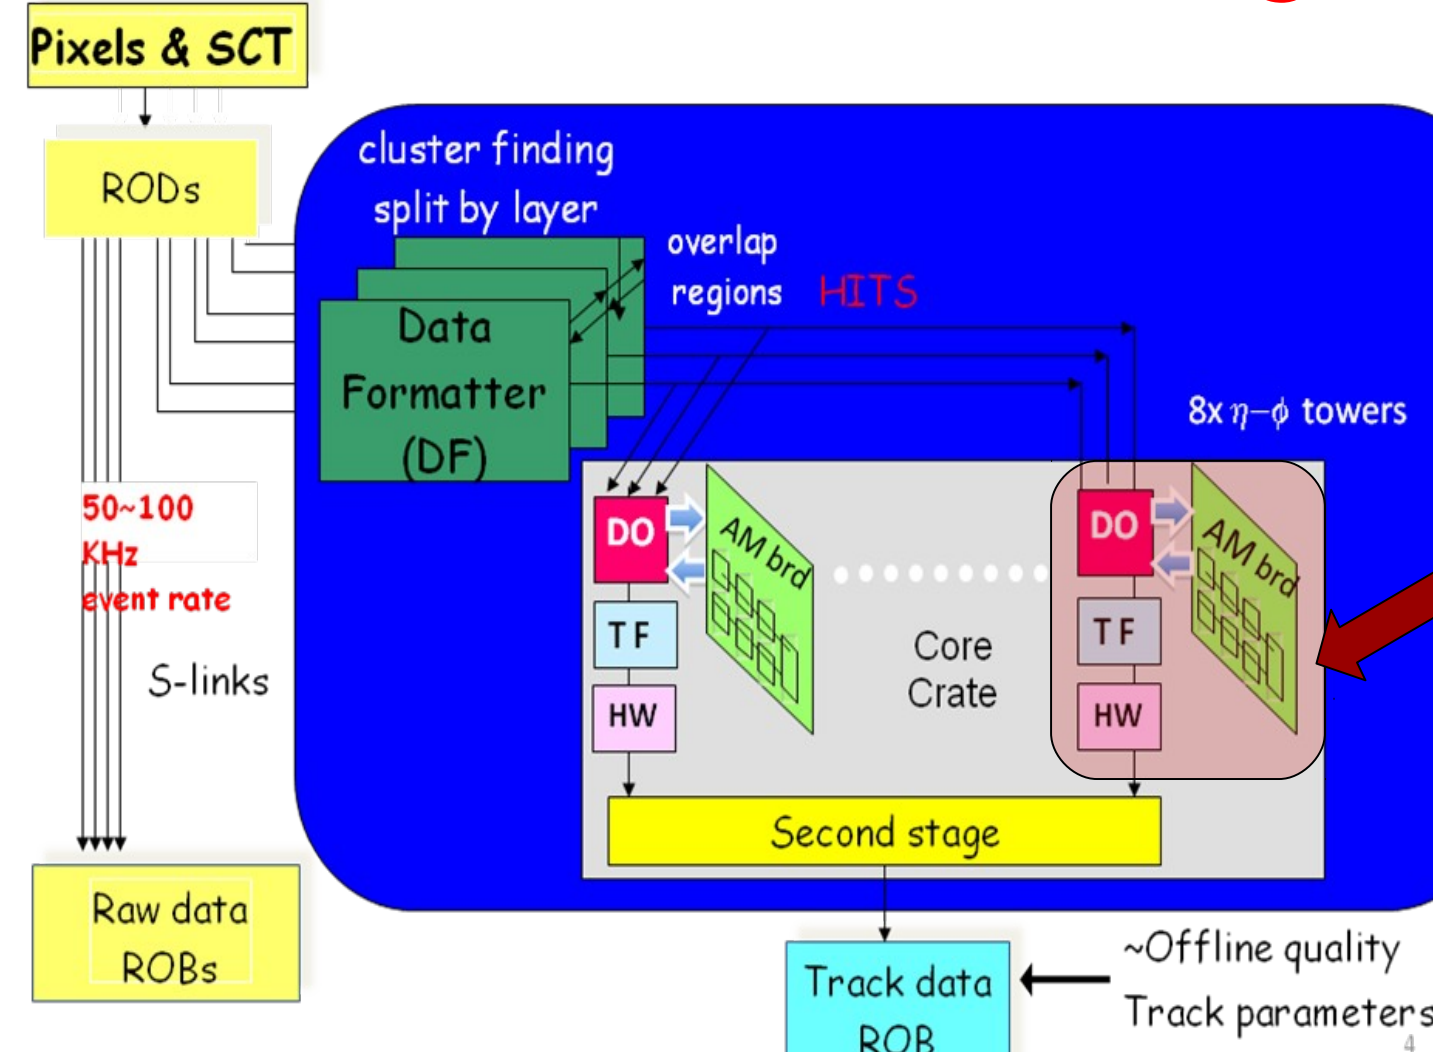 Pixels & SCT
RODs
cluster finding
split by layer
overlap
regions
HITS
Data
Formatter
(DF)
8x η−ϕ towers
50~100
KHz
event rate
S-links
DO
AM brd
TF
HW
Core
Crate
DO
AM brd
TF
HW
Second stage
Raw data
ROBs
Track data
ROB
~Offline quality
Track parameters
4